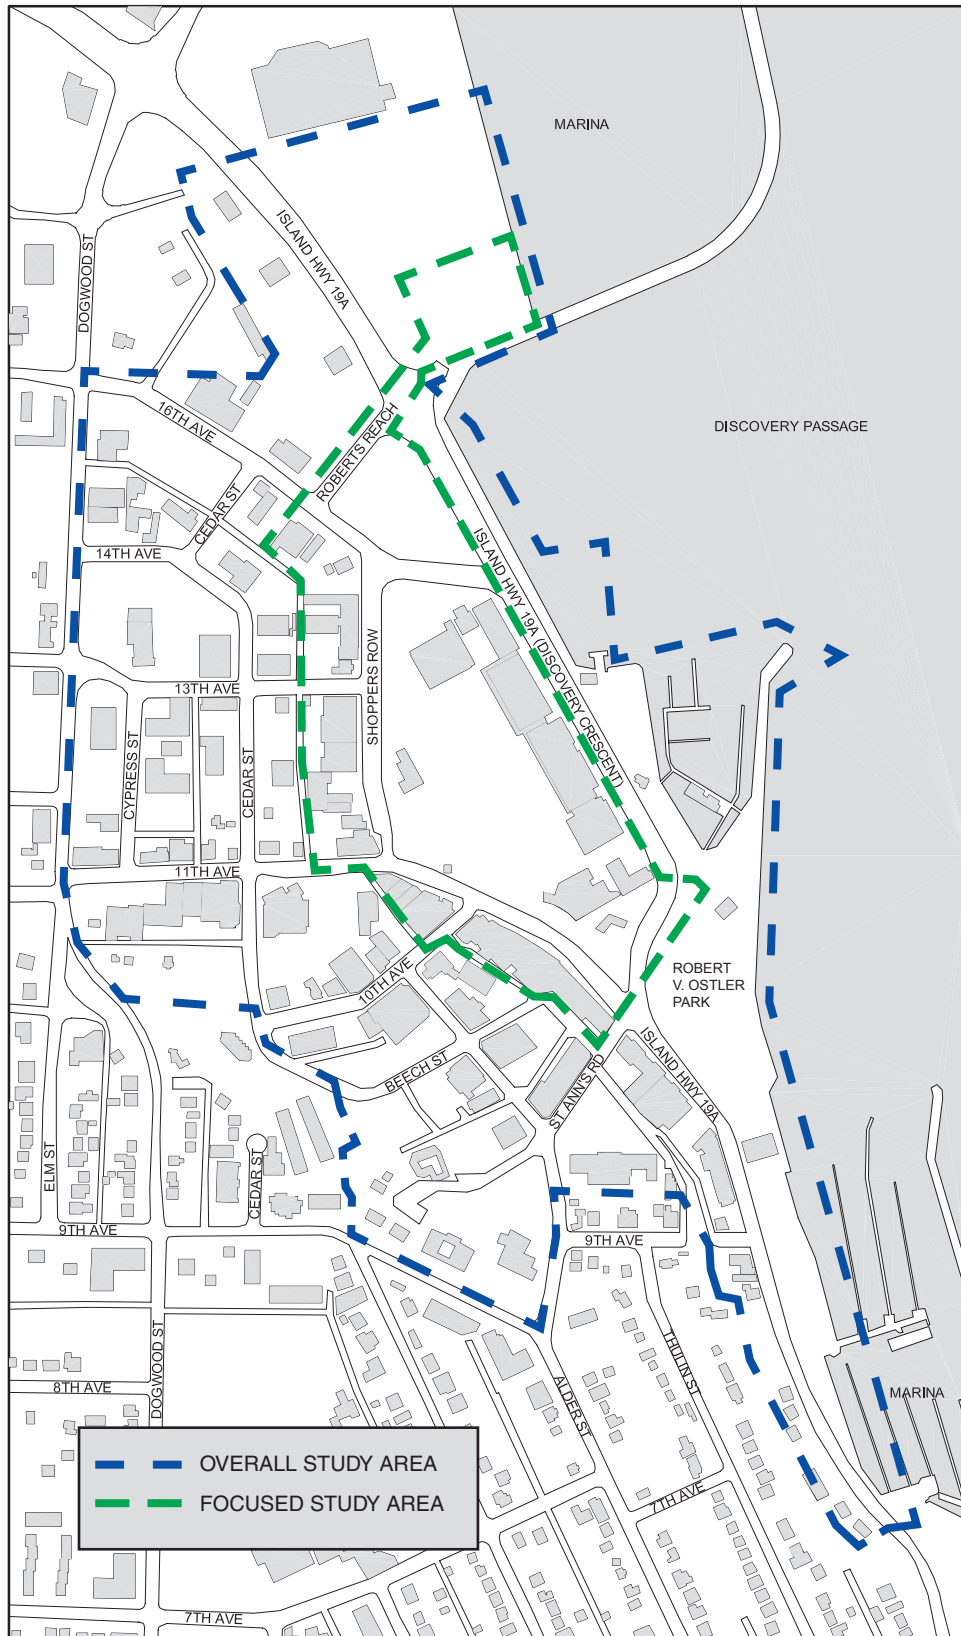 MARINA
ISLAND HWY 19A
DOGWOOD ST
DISCOVERY PASSAGE
16TH AVE
ROBERTS REACH
CEDAR ST
14TH AVE
ISLAND HWY 19A (DISCOVERY CRESCENT)
SHOPPERS ROW
13TH AVE
CYPRESS ST
CEDAR ST
11TH AVE
10TH AVE
ROBERT
V. OSTLER
PARK
ISLAND HWY 19A
BEECH ST
ST ANN'S RD
ELM ST
CEDAR ST
9TH AVE
9TH AVE
DOGWOOD ST
THULIN ST
8TH AVE
ALDER ST
MARINA
OVERALL STUDY AREA
FOCUSED STUDY AREA
7TH AVE
7TH AVE